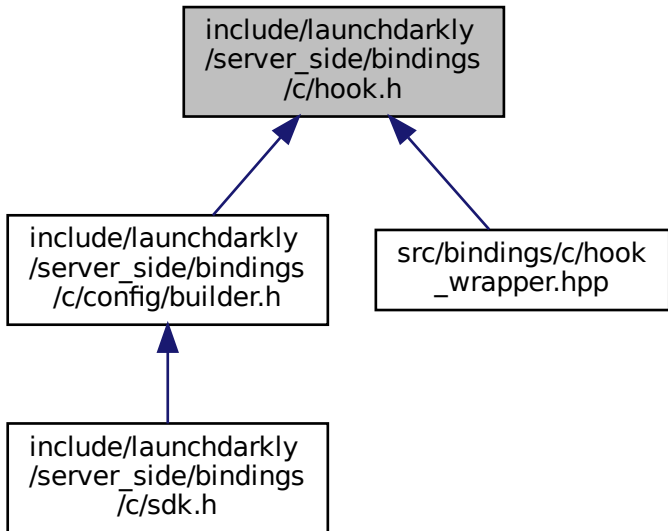 include/launchdarkly
/server_side/bindings
/c/hook.h
include/launchdarkly
/server_side/bindings
/c/config/builder.h
src/bindings/c/hook
_wrapper.hpp
include/launchdarkly
/server_side/bindings
/c/sdk.h